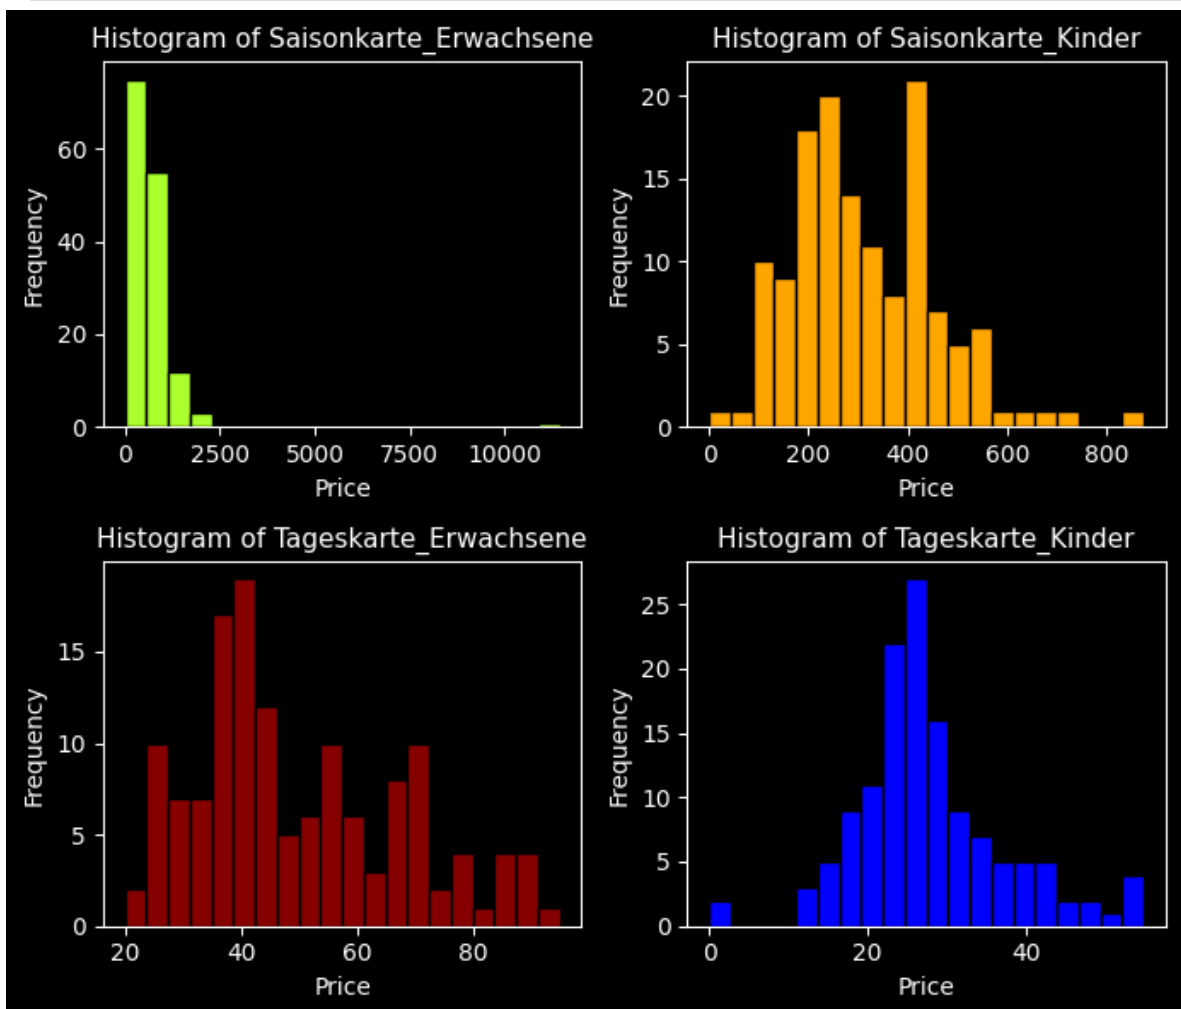 Histogram of Saisonkarte_Erwachsene
Frequency
60
40
20
0
0 2500 5000 7500 10000
Price
Histogram of Saisonkarte_Kinder
Frequency
20
15
10
5
0
0 200 400 600 800
Price
Histogram of Tageskarte_Erwachsene
Frequency
15
10
5
0
20 40 60 80
Price
Histogram of Tageskarte_Kinder
Frequency
25
20
15
10
5
0
0 20 40
Price